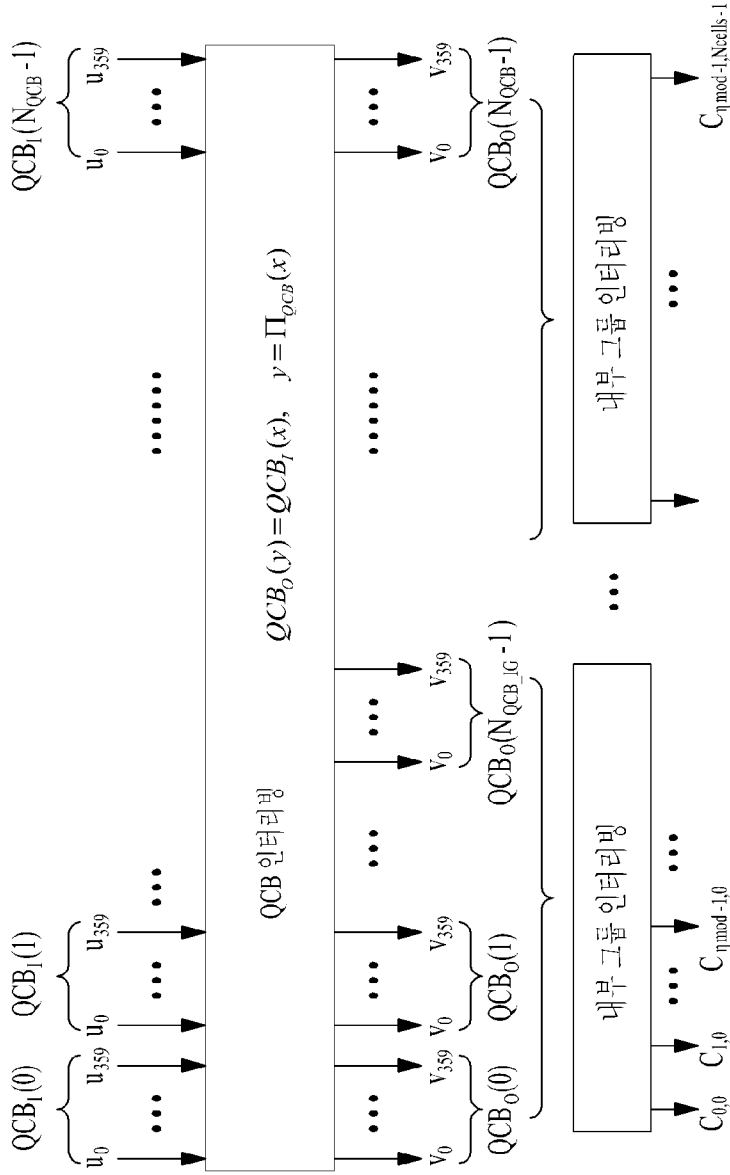 QCB_I(0) QCB_I(1) QCB_I(N_QCB-1)
u_0 ••• u_359 u_0 ••• u_359 ••• •••••• u_0 ••• u_359
QCB 인터리빙 QCB_O(y)=QCB_I(x), y=Π_QCB(x)
v_0 ••• v_359 v_0 ••• v_359 ••• v_0 ••• v_359 •••••• v_0 ••• v_359
QCB_O(0) QCB_O(1) QCB_O(N_QCB_IG-1) QCB_O(N_QCB-1)
내부 그룹 인터리빙 ••• 내부 그룹 인터리빙
C_0,0 C_1,0 ••• C_ηmod-1,0 ••• ••• C_ηmod-1,Ncells-1